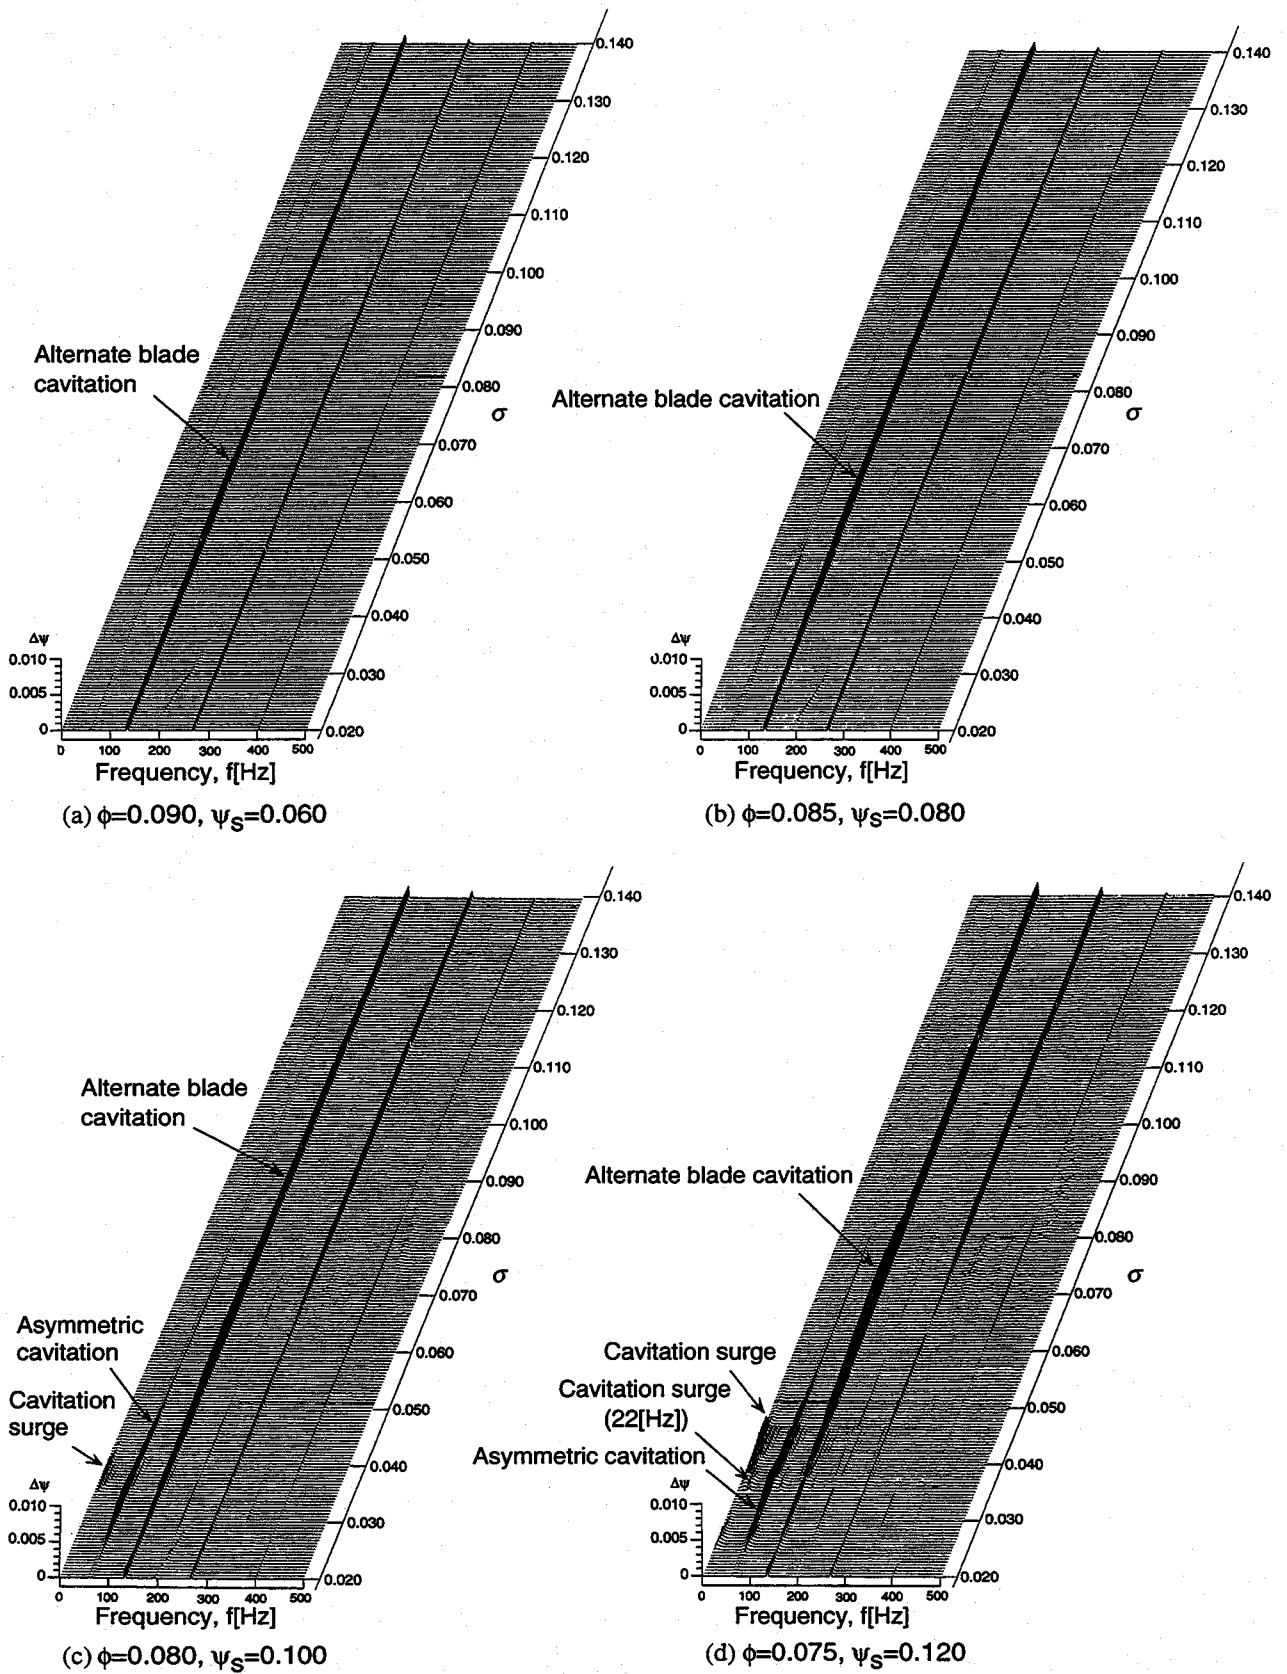 0.140
0.130
0.120
0.110
0.100
0.090
0.080
0.070
0.060
0.050
0.040
0.030
0.020
σ
Alternate blade
cavitation
Δψ
0.010
0.005
0
0 100 200 300 400 500
Frequency, f[Hz]
(a) ϕ=0.090, ψS=0.060
0.140
0.130
0.120
0.110
0.100
0.090
0.080
0.070
0.060
0.050
0.040
0.030
0.020
σ
Alternate blade cavitation
Δψ
0.010
0.005
0
0 100 200 300 400 500
Frequency, f[Hz]
(b) ϕ=0.085, ψS=0.080
0.140
0.130
0.120
0.110
0.100
0.090
0.080
0.070
0.060
0.050
0.040
0.030
0.020
σ
Alternate blade
cavitation
Asymmetric
cavitation
Cavitation
surge
Δψ
0.010
0.005
0
0 100 200 300 400 500
Frequency, f[Hz]
(c) ϕ=0.080, ψS=0.100
0.140
0.130
0.120
0.110
0.100
0.090
0.080
0.070
0.060
0.050
0.040
0.030
0.020
σ
Alternate blade cavitation
Cavitation surge
Cavitation surge
(22[Hz])
Asymmetric cavitation
Δψ
0.010
0.005
0
0 100 200 300 400 500
Frequency, f[Hz]
(d) ϕ=0.075, ψS=0.120